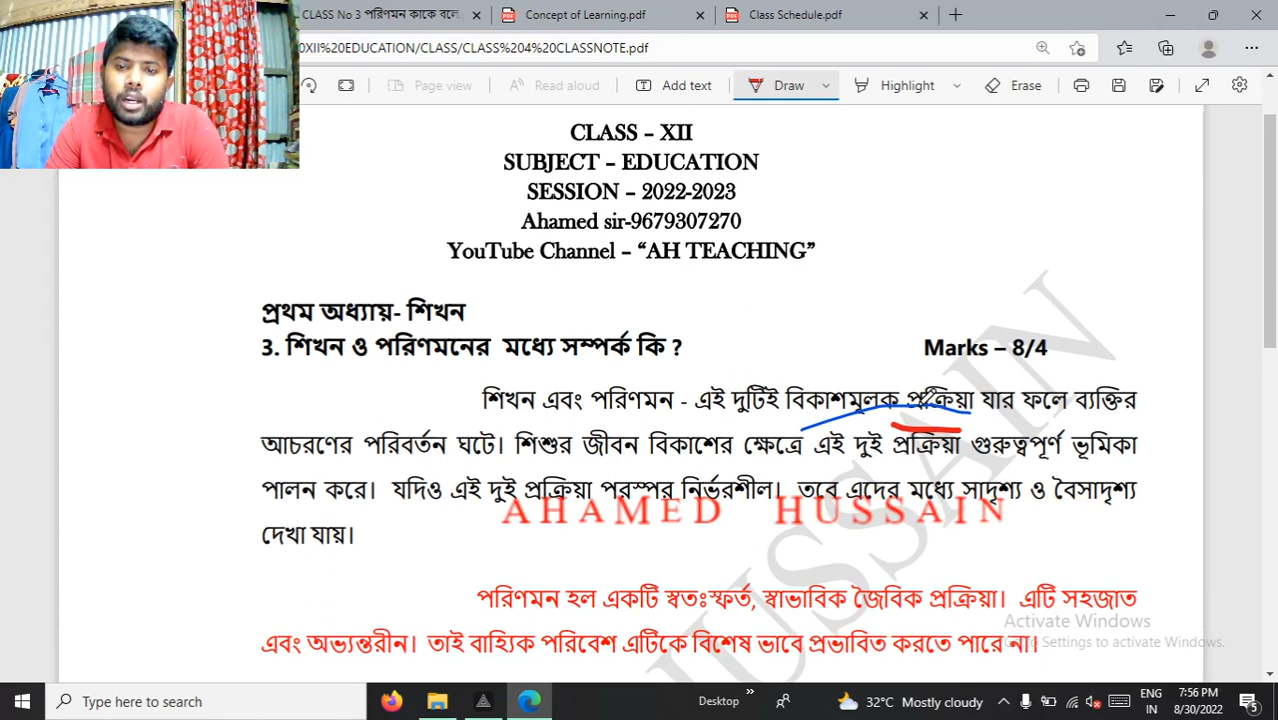 CLASS No 3 পরিণমন কাকে বলে
Concept of Learning.pdf
Class Schedule.pdf
0XII%20EDUCATION/CLASS/CLASS%204%20CLASSNOTE.pdf
Page view
Read aloud
Add text
Draw
Highlight
Erase
CLASS – XII
SUBJECT – EDUCATION
SESSION – 2022-2023
Ahamed sir-9679307270
YouTube Channel – “AH TEACHING”
প্রথম অধ্যায়- শিখন
3. শিখন ও পরিণমনের মধ্যে সম্পর্ক কি ? Marks – 8/4
শিখন এবং পরিণমন - এই দুটিই বিকাশমূলক প্রক্রিয়া যার ফলে ব্যক্তির
আচরণের পরিবর্তন ঘটে। শিশুর জীবন বিকাশের ক্ষেত্রে এই দুই প্রক্রিয়া গুরুত্বপূর্ণ ভূমিকা
পালন করে। যদিও এই দুই প্রক্রিয়া পরস্পর নির্ভরশীল। তবে এদের মধ্যে সাদৃশ্য ও বৈসাদৃশ্য
AHAMED HUSSAIN
দেখা যায়।
পরিণমন হল একটি স্বতঃস্ফর্ত, স্বাভাবিক জৈবিক প্রক্রিয়া। এটি সহজাত
এবং অভ্যন্তরীন। তাই বাহ্যিক পরিবেশ এটিকে বিশেষ ভাবে প্রভাবিত করতে পারে না।
HUSSAIN
Activate Windows
Go to Settings to activate Windows.
Type here to search
Desktop
32°C Mostly cloudy
ENG
IN
7:56 PM
8/30/2022
5